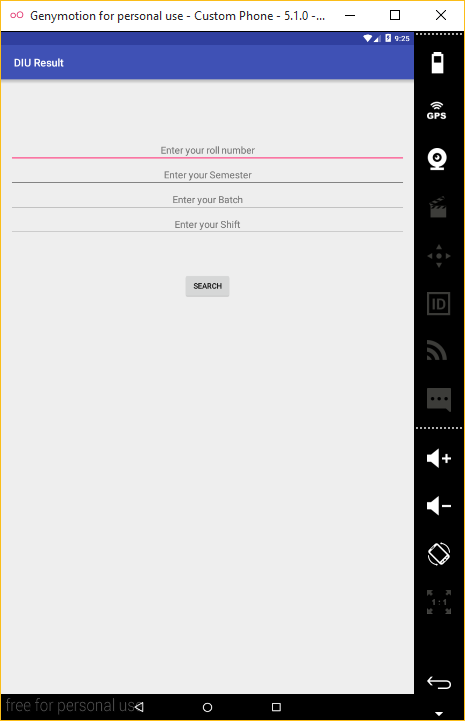 Genymotion for personal use - Custom Phone - 5.1.0 -...
9:25
DIU Result
GPS
Enter your roll number
Enter your Semester
Enter your Batch
Enter your Shift
SEARCH
ID
1:1
free for personal use